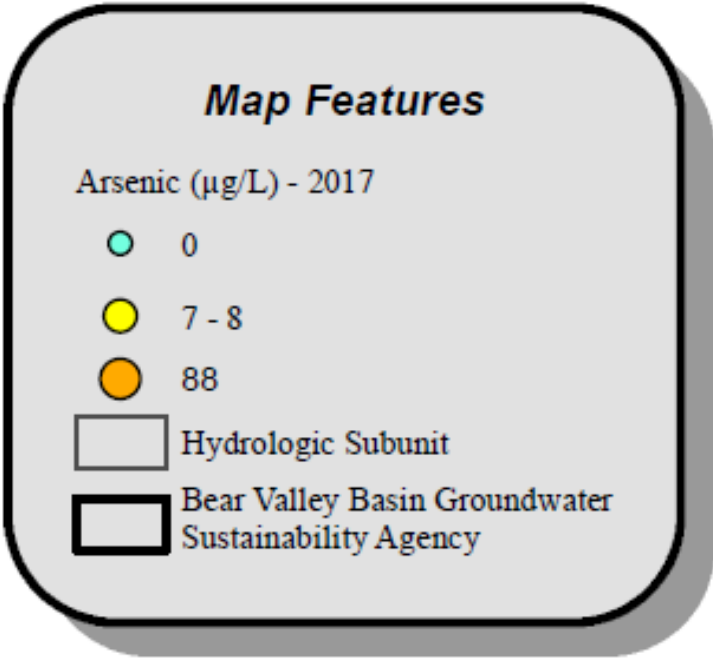 Map Features
Arsenic (µg/L) - 2017
0
7 - 8
88
Hydrologic Subunit
Bear Valley Basin Groundwater
Sustainability Agency